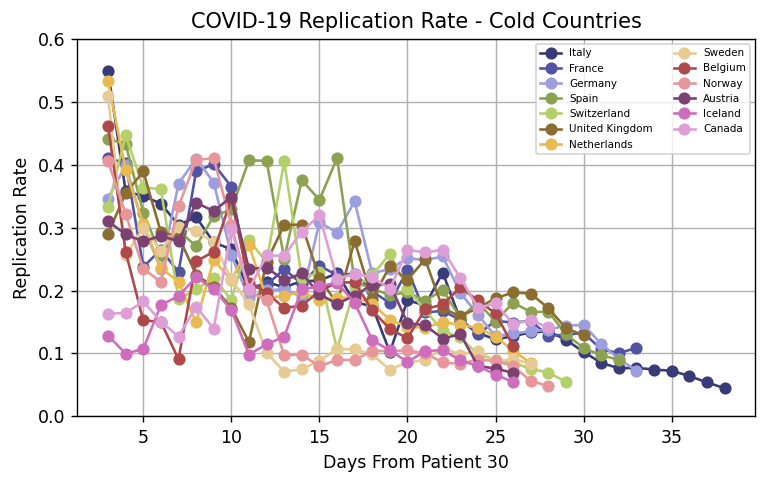 COVID-19 Replication Rate - Cold Countries
Replication Rate
0.6
0.5
0.4
0.3
0.2
0.1
0.0
Italy
France
Germany
Spain
Switzerland
United Kingdom
Netherlands
Sweden
Belgium
Norway
Austria
Iceland
Canada
5 10 15 20 25 30 35
Days From Patient 30